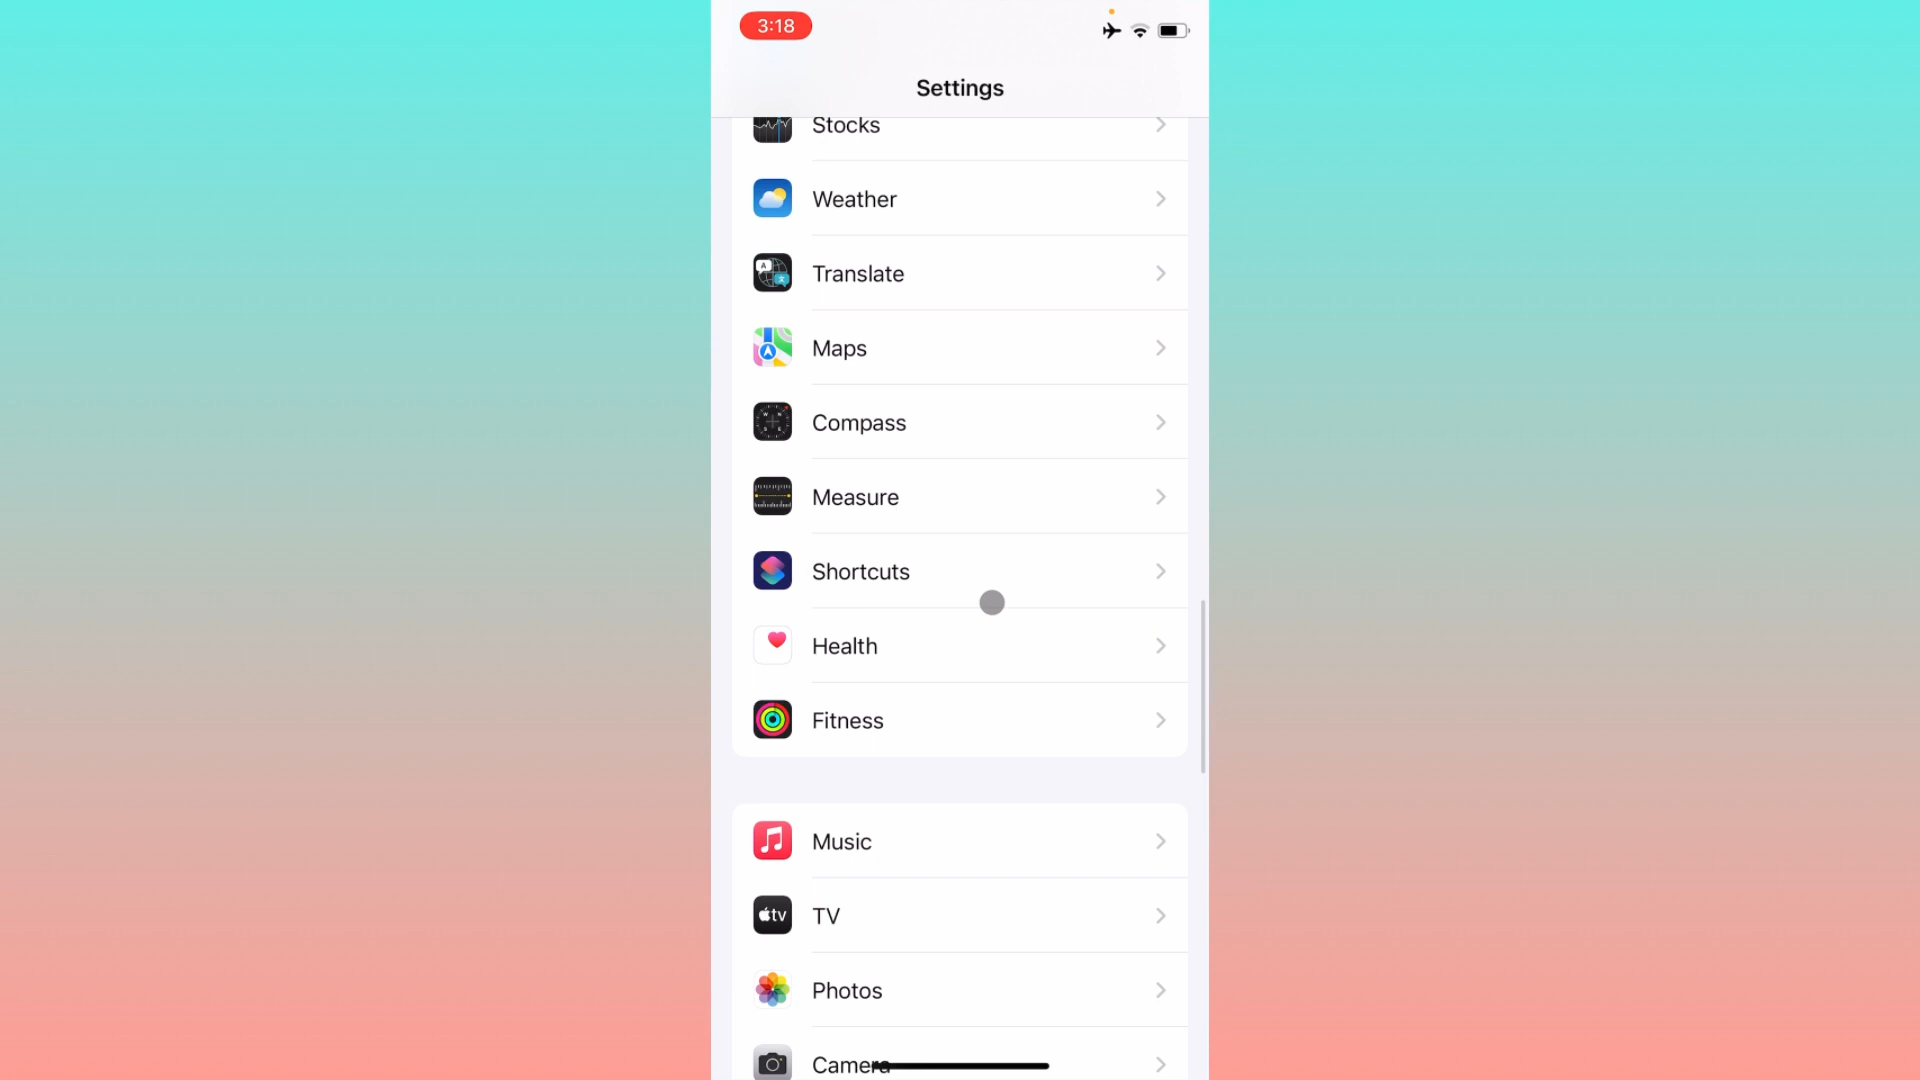 3:18
Settings
Stocks
Weather
Translate
Maps
Compass
Measure
Shortcuts
Health
Fitness
Music
tv TV
Photos
Camera